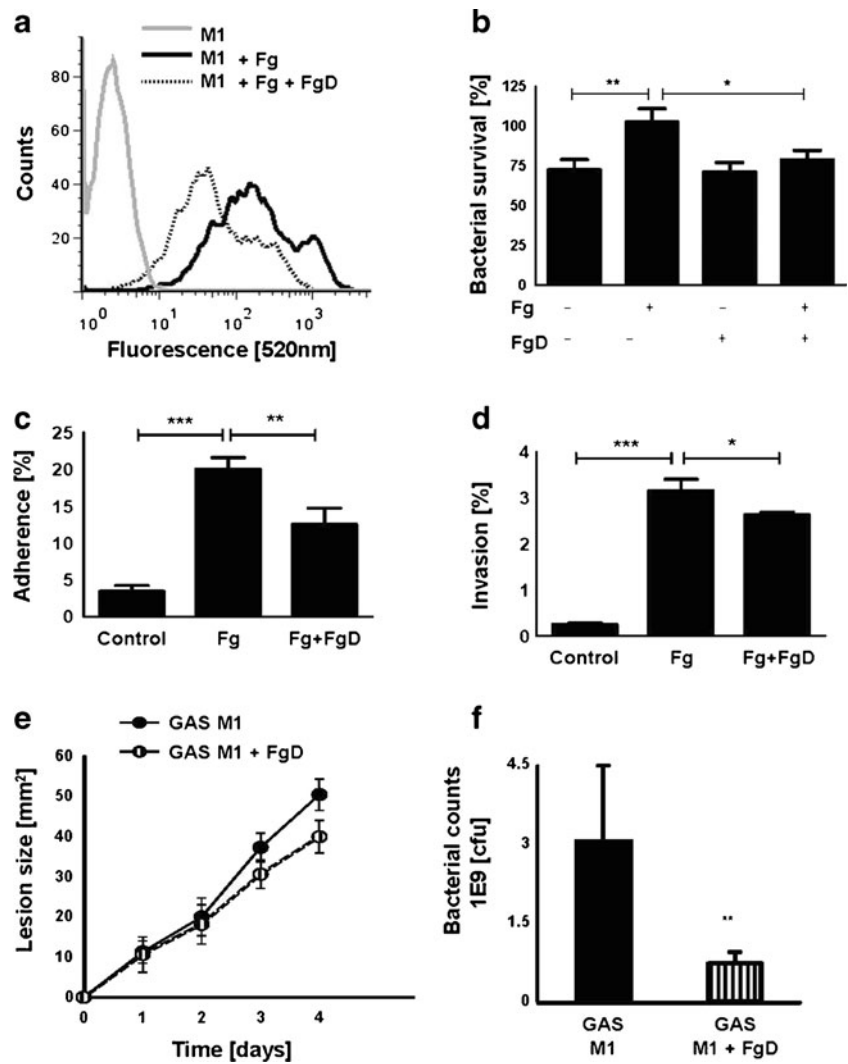 a
M1
M1 + Fg
M1 + Fg + FgD
Counts
80
60
40
20
10^0 10^1 10^2 10^3
Fluorescence [520nm]
b
Bacterial survival [%]
125
100
75
50
25
0
** *
Fg – + – +
FgD – – + +
c
Adherence [%]
25
20
15
10
5
0
*** **
Control Fg Fg+FgD
d
Invasion [%]
4
3
2
1
0
*** *
Control Fg Fg+FgD
e
GAS M1
GAS M1 + FgD
Lesion size [mm²]
60
50
40
30
20
10
0
0 1 2 3 4
Time [days]
f
Bacterial counts
1E9 [cfu]
4.5
3
1.5
0
**
GAS GAS
M1 M1 + FgD